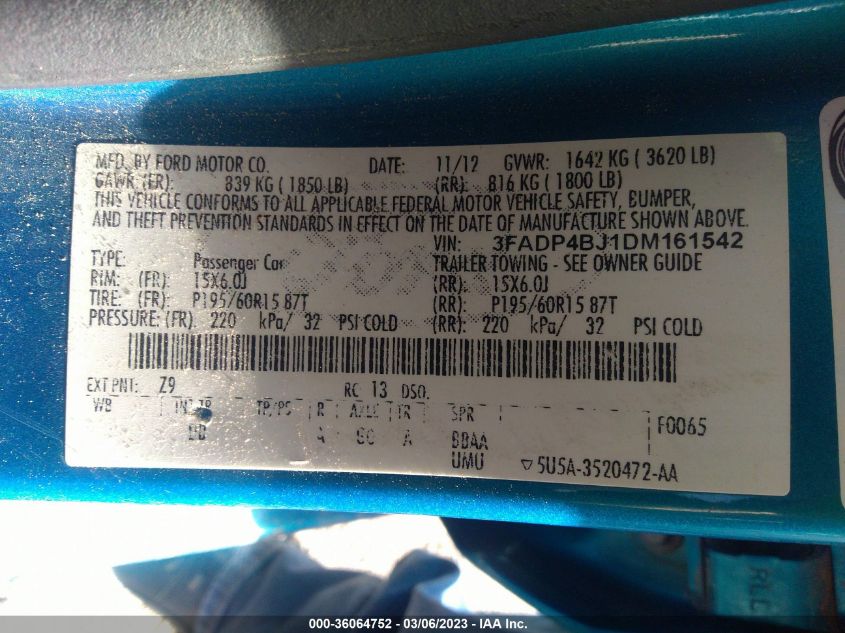 MFD. BY FORD MOTOR CO. DATE: 11/12 GVWR: 1642 KG ( 3620 LB)
GAWR (FR): 839 KG ( 1850 LB) (RR): 816 KG ( 1800 LB)
THIS VEHICLE CONFORMS TO ALL APPLICABLE FEDERAL MOTOR VEHICLE SAFETY, BUMPER,
AND THEFT PREVENTION STANDARDS IN EFFECT ON THE DATE OF MANUFACTURE SHOWN ABOVE.
VIN: 3FADP4BJ1DM161542
TYPE: Passenger Car TRAILER TOWING - SEE OWNER GUIDE
RIM: (FR): 15X6.0J (RR): 15X6.0J
TIRE: (FR): P195/60R15 87T (RR): P195/60R15 87T
PRESSURE: (FR) 220 kPa/ 32 PSI COLD (RR): 220 kPa/ 32 PSI COLD
EXT PNT: Z9 RC 13 DSO.
WB INT TR TP/PS R AXLE TR SPR F0065
A A BBAA
UMU 5U5A-3520472-AA
RLC
000-36064752 — 03/06/2023 — IAA Inc.